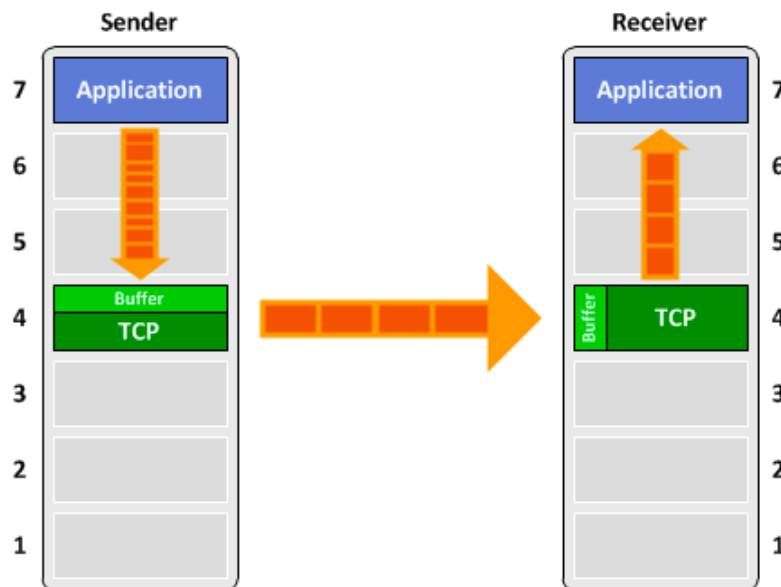 Sender Receiver
7 Application Application 7
6 6
5 5
Buffer
4 TCP Buffer TCP 4
3 3
2 2
1 1